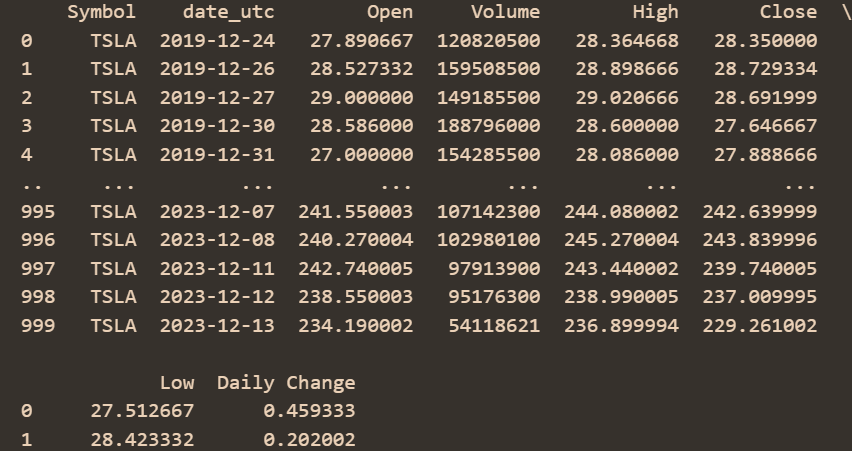 Symbol date_utc Open Volume High Close \
0 TSLA 2019-12-24 27.890667 120820500 28.364668 28.350000
1 TSLA 2019-12-26 28.527332 159508500 28.898666 28.729334
2 TSLA 2019-12-27 29.000000 149185500 29.020666 28.691999
3 TSLA 2019-12-30 28.586000 188796000 28.600000 27.646667
4 TSLA 2019-12-31 27.000000 154285500 28.086000 27.888666
.. ... ... ... ... ... ...
995 TSLA 2023-12-07 241.550003 107142300 244.080002 242.639999
996 TSLA 2023-12-08 240.270004 102980100 245.270004 243.839996
997 TSLA 2023-12-11 242.740005 97913900 243.440002 239.740005
998 TSLA 2023-12-12 238.550003 95176300 238.990005 237.009995
999 TSLA 2023-12-13 234.190002 54118621 236.899994 229.261002
Low Daily Change
0 27.512667 0.459333
1 28.423332 0.202002